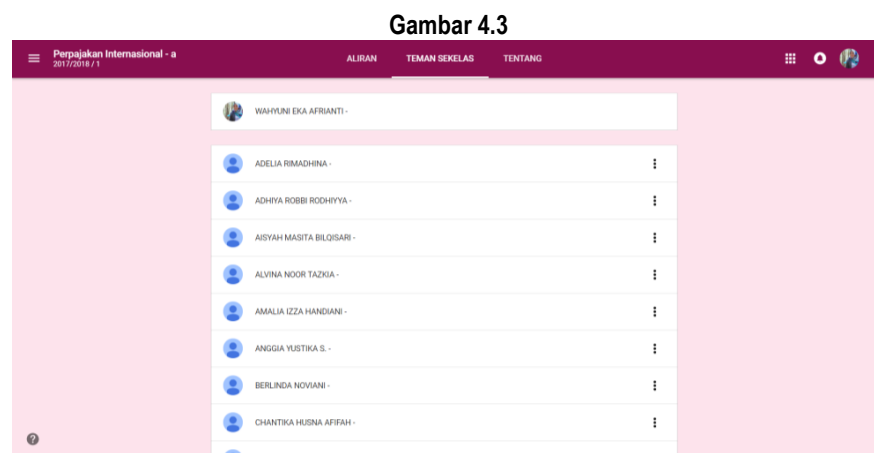 Gambar 4.3
Perpajakan Internasional - a
2017/2018 / 1
ALIRAN TEMAN SEKELAS TENTANG
WAHYUNI EKA AFRIANTI -
ADELIA RIMADHINA -
ADHIYA ROBBI RODHIYYA -
AISYAH MASITA BILQISARI -
ALVINA NOOR TAZKIA -
AMALIA IZZA HANDIANI -
ANGGIA YUSTIKA S. -
BERLINDA NOVIANI -
CHANTIKA HUSNA AFIFAH -